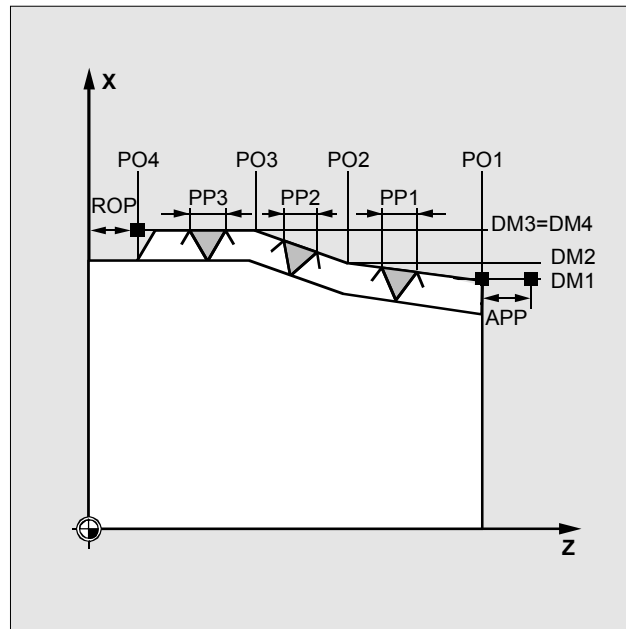 X
PO4 PO3 PO2 PO1
ROP PP3 PP2 PP1
DM3=DM4
DM2
DM1
APP
Z